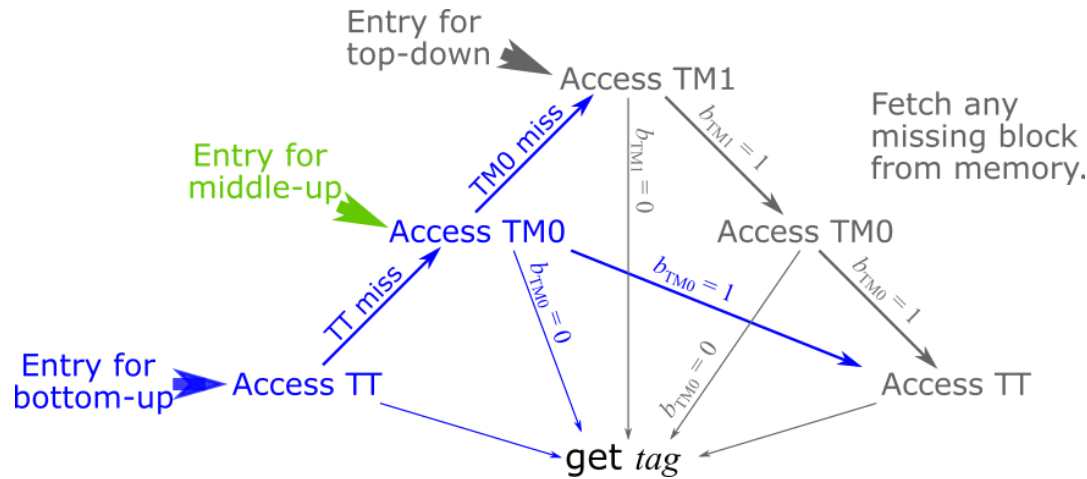 Entry for
top-down
Access TM1
Fetch any
missing block
from memory.
TM0 miss
b_TM1 = 0
b_TM1 = 1
Entry for
middle-up
Access TM0
Access TM0
TT miss
b_TM0 = 0
b_TM0 = 1
b_TM0 = 0
b_TM0 = 1
Entry for
bottom-up
Access TT
Access TT
get tag